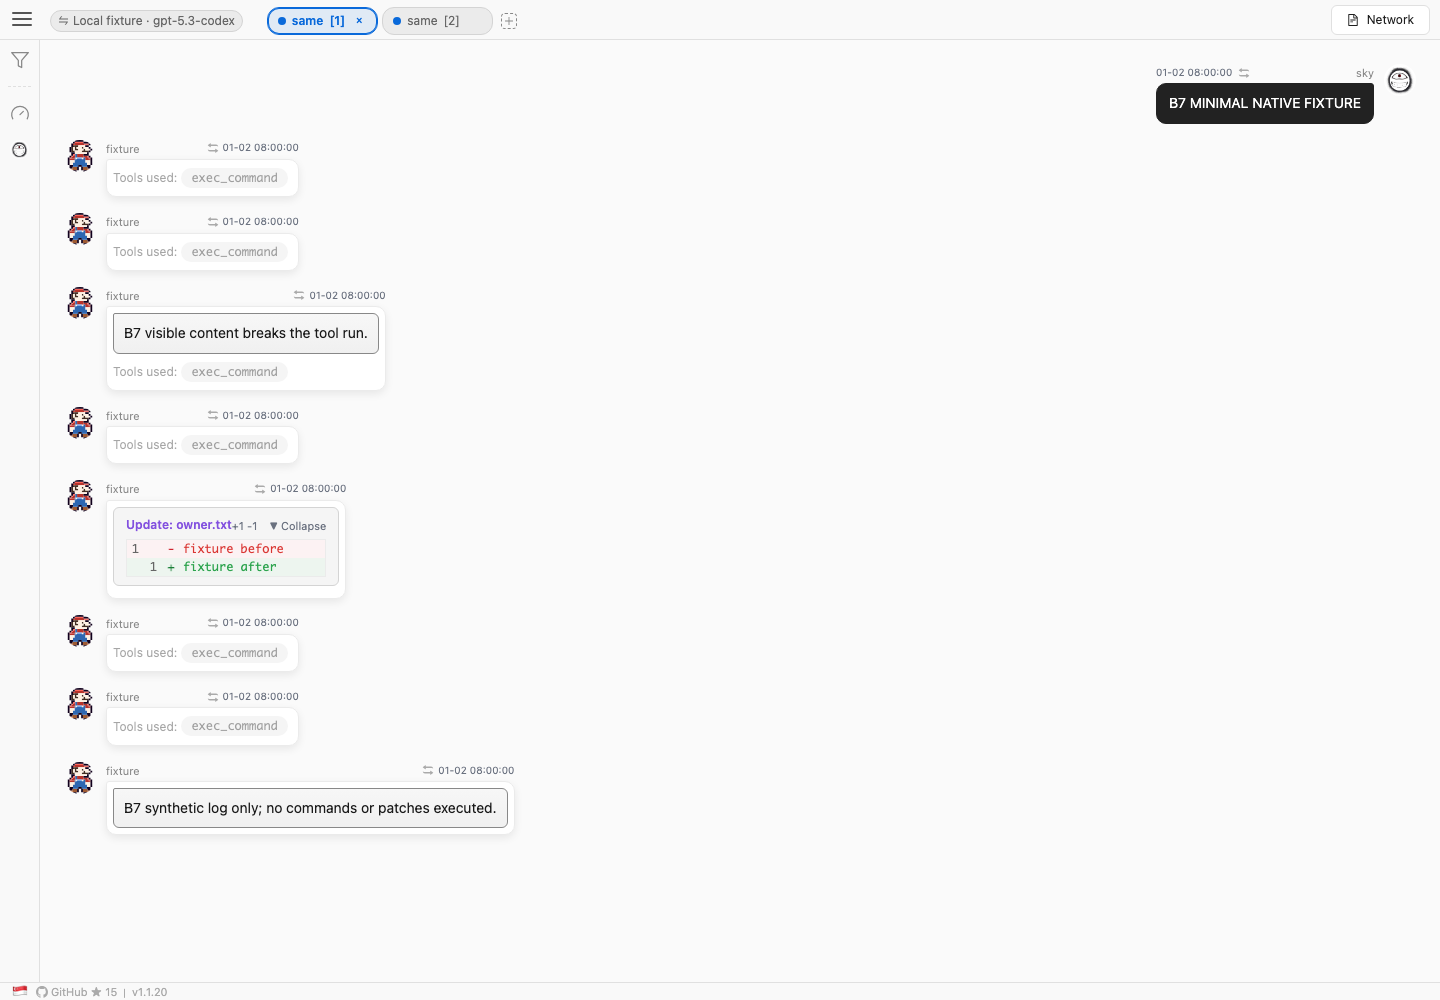 Local fixture · gpt-5.3-codex
same [1] ×
same [2]
Network
01-02 08:00:00 sky
B7 MINIMAL NATIVE FIXTURE
fixture 01-02 08:00:00
Tools used: exec_command
fixture 01-02 08:00:00
Tools used: exec_command
fixture 01-02 08:00:00
B7 visible content breaks the tool run.
Tools used: exec_command
fixture 01-02 08:00:00
Tools used: exec_command
fixture 01-02 08:00:00
Update: owner.txt+1 -1 ▼ Collapse
1 - fixture before
1 + fixture after
fixture 01-02 08:00:00
Tools used: exec_command
fixture 01-02 08:00:00
Tools used: exec_command
fixture 01-02 08:00:00
B7 synthetic log only; no commands or patches executed.
GitHub ★ 15 | v1.1.20